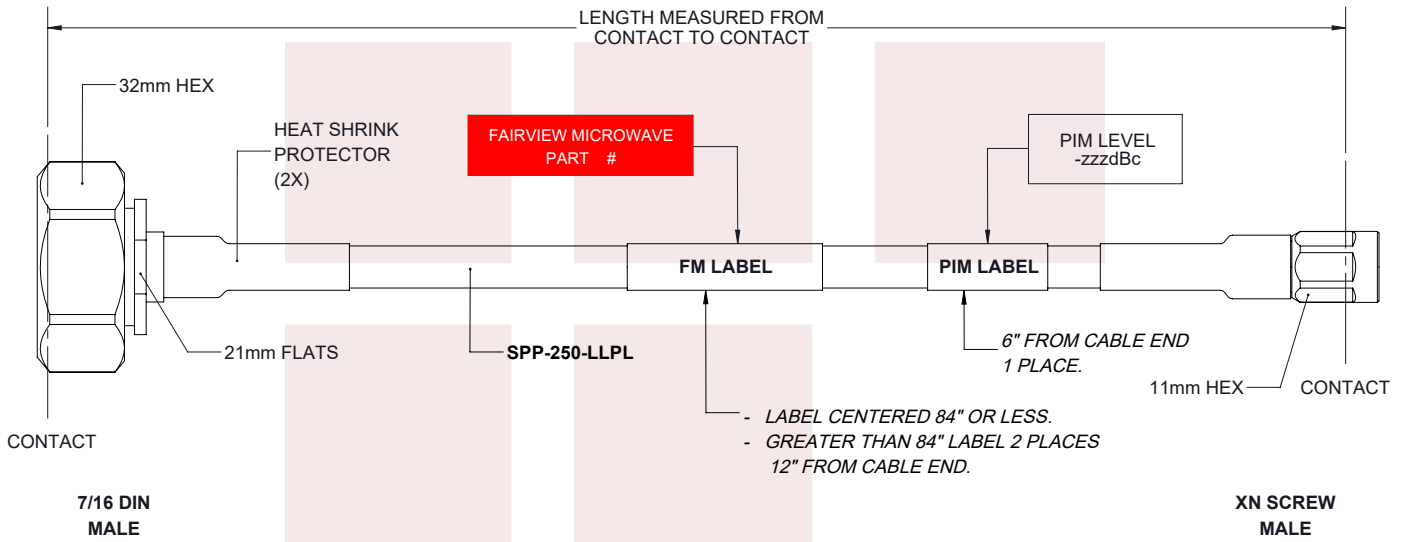 LENGTH MEASURED FROM
CONTACT TO CONTACT
32mm HEX
HEAT SHRINK
PROTECTOR
(2X)
FAIRVIEW MICROWAVE
PART #
PIM LEVEL
-zzzdBc
FM LABEL
PIM LABEL
21mm FLATS
SPP-250-LLPL
6" FROM CABLE END
1 PLACE.
11mm HEX
CONTACT
- LABEL CENTERED 84" OR LESS.
- GREATER THAN 84" LABEL 2 PLACES
12" FROM CABLE END.
CONTACT
7/16 DIN
MALE
XN SCREW
MALE